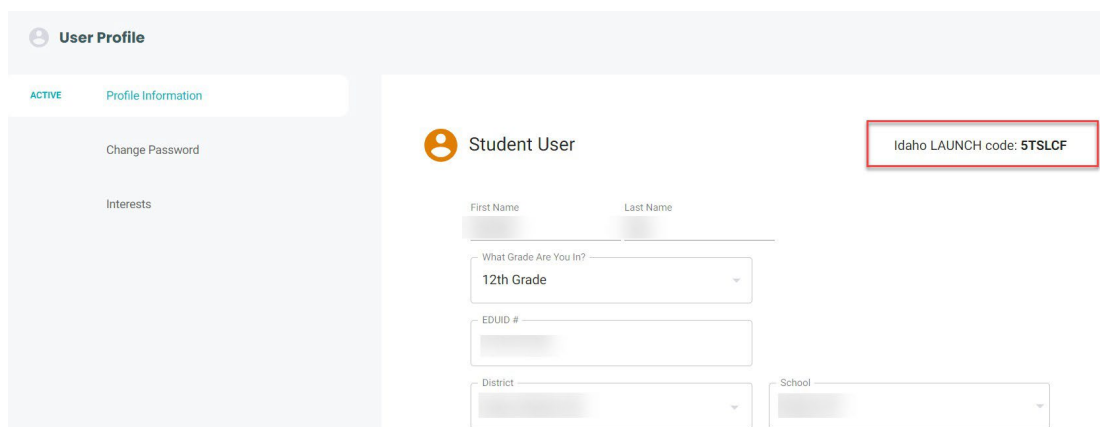 User Profile
ACTIVE Profile Information
Change Password
Interests
Student User
Idaho LAUNCH code: 5TSLCF
First Name Last Name
What Grade Are You In?
12th Grade
EDUID #
District School